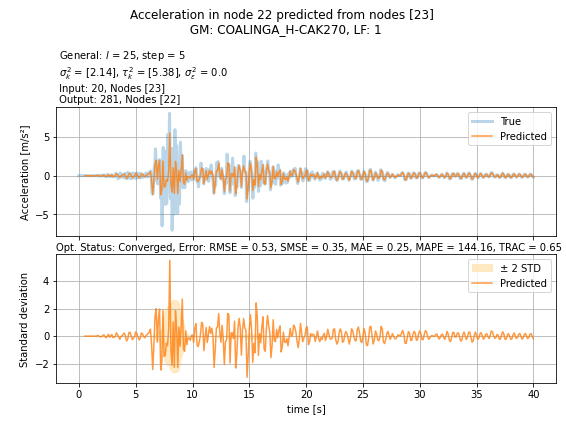 Acceleration in node 22 predicted from nodes [23]
GM: COALINGA_H-CAK270, LF: 1
General: l = 25, step = 5
σ²ₖ = [2.14], τ²ₖ = [5.38], σ²ε = 0.0
Input: 20, Nodes [23]
Output: 281, Nodes [22]
True
Predicted
Acceleration [m/s²]
5
0
−5
Opt. Status: Converged, Error: RMSE = 0.53, SMSE = 0.35, MAE = 0.25, MAPE = 144.16, TRAC = 0.65
± 2 STD
Predicted
Standard deviation
4
2
0
−2
0 5 10 15 20 25 30 35 40
time [s]